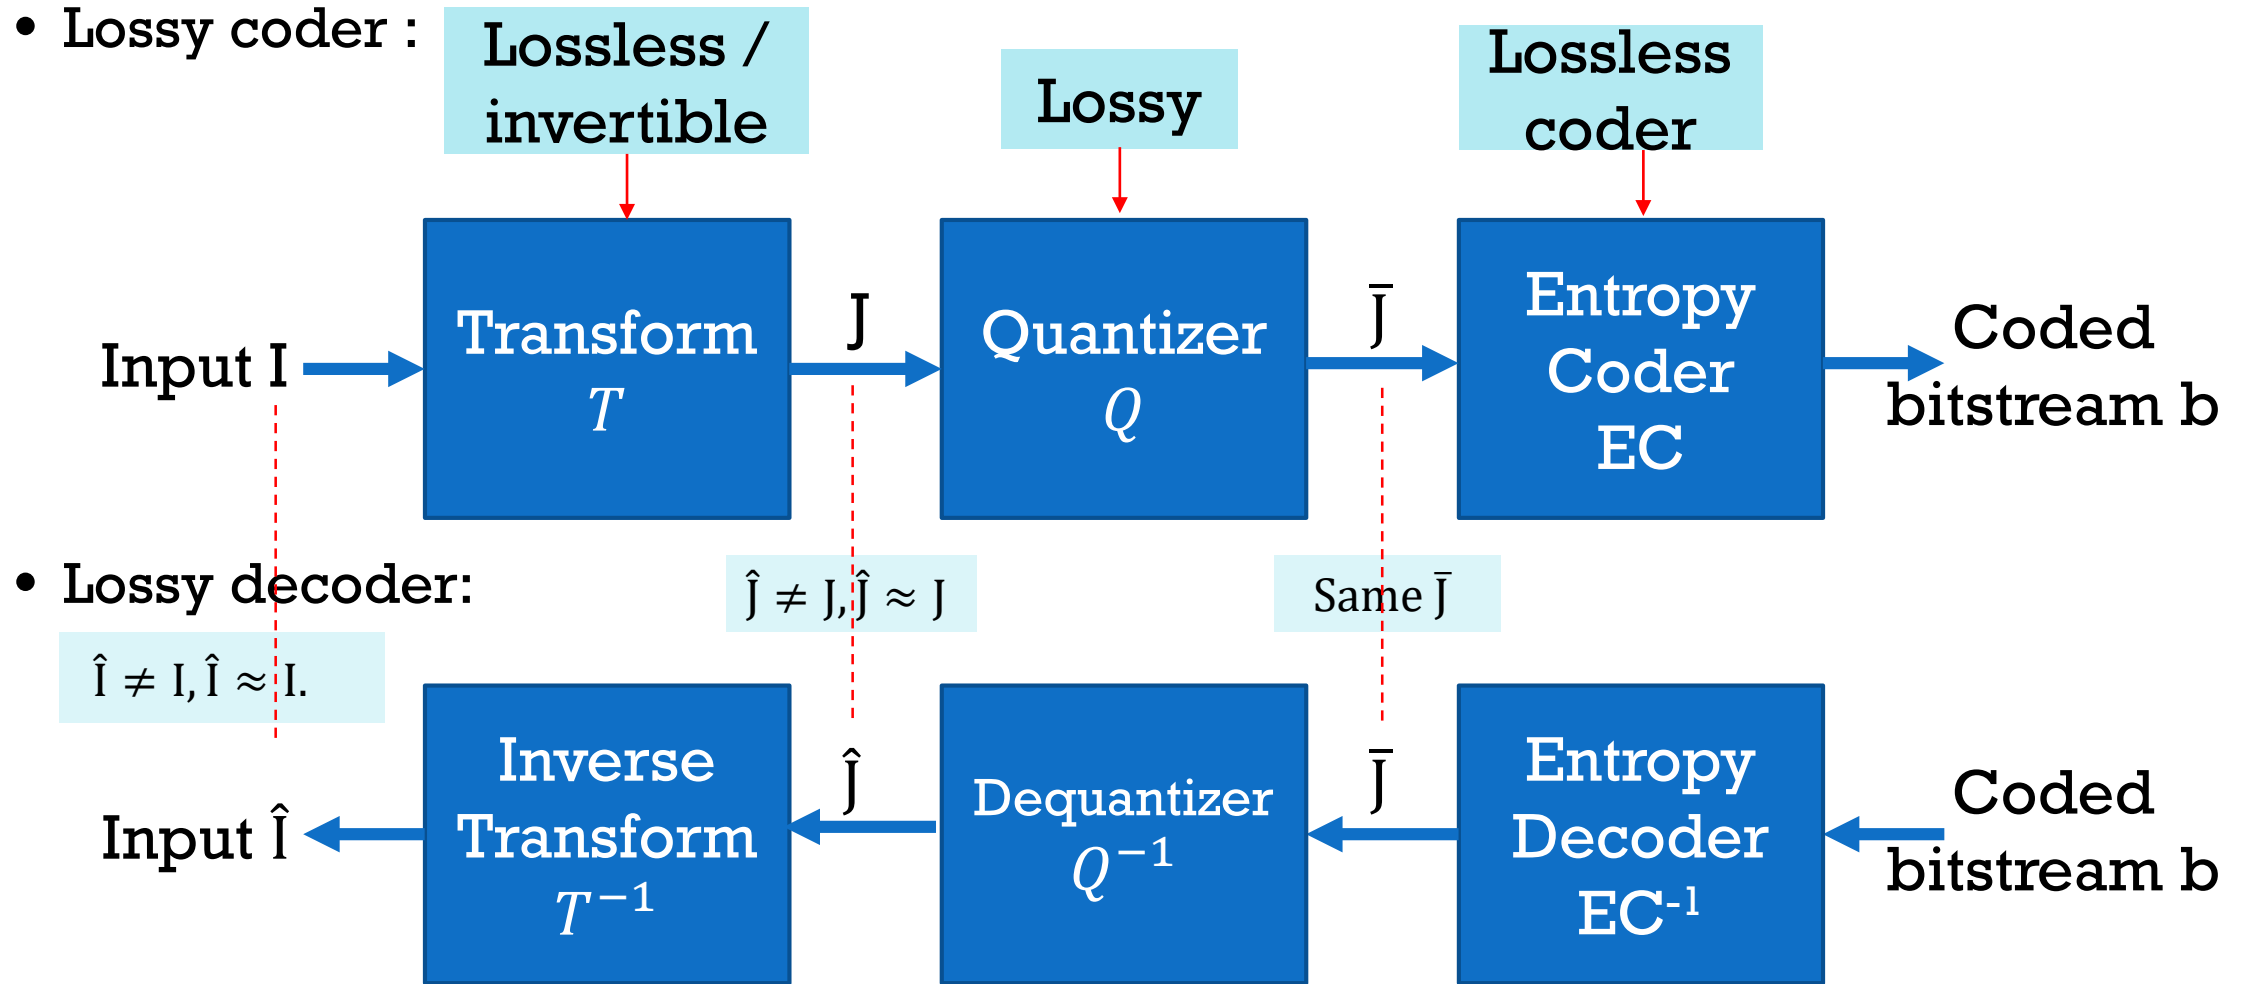 • Lossy coder :
Lossless /
invertible
Lossy
Lossless
coder
Input I
Transform
T
J
Quantizer
Q
J̅
Entropy
Coder
EC
Coded
bitstream b
• Lossy decoder:
Ĵ ≠ J, Ĵ ≈ J
Same J̅
Î ≠ I, Î ≈ I.
Input Î
Inverse
Transform
T⁻¹
Ĵ
Dequantizer
Q⁻¹
J̅
Entropy
Decoder
EC⁻¹
Coded
bitstream b